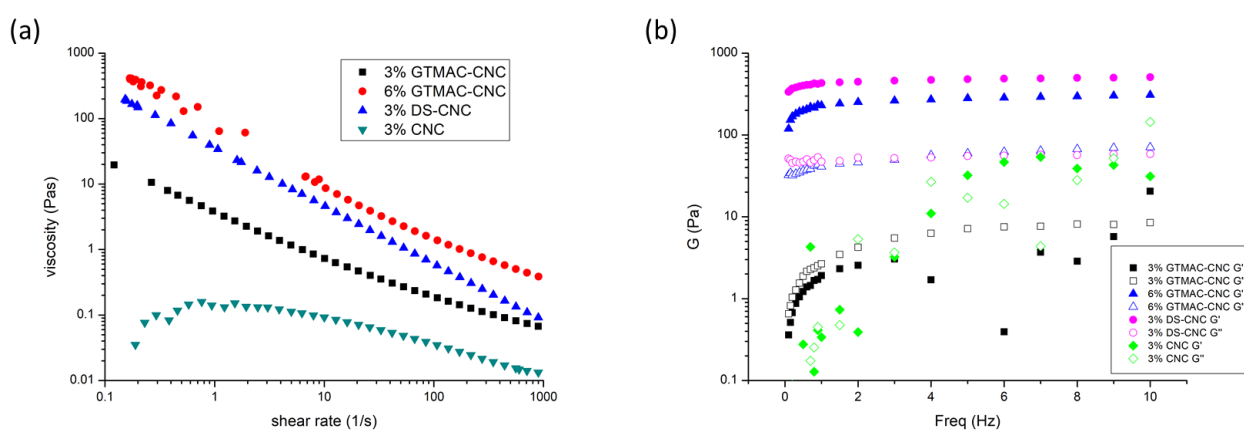 (a)
1000
100
10
1
0.1
0.01
viscosity (Pas)
0.1
1
10
100
1000
shear rate (1/s)
3% GTMAC-CNC
6% GTMAC-CNC
3% DS-CNC
3% CNC
(b)
1000
100
10
1
0.1
G (Pa)
0
2
4
6
8
10
Freq (Hz)
3% GTMAC-CNC G'
3% GTMAC-CNC G'
6% GTMAC-CNC G'
6% GTMAC-CNC G'
3% DS-CNC G'
3% DS-CNC G''
3% CNC G'
3% CNC G''